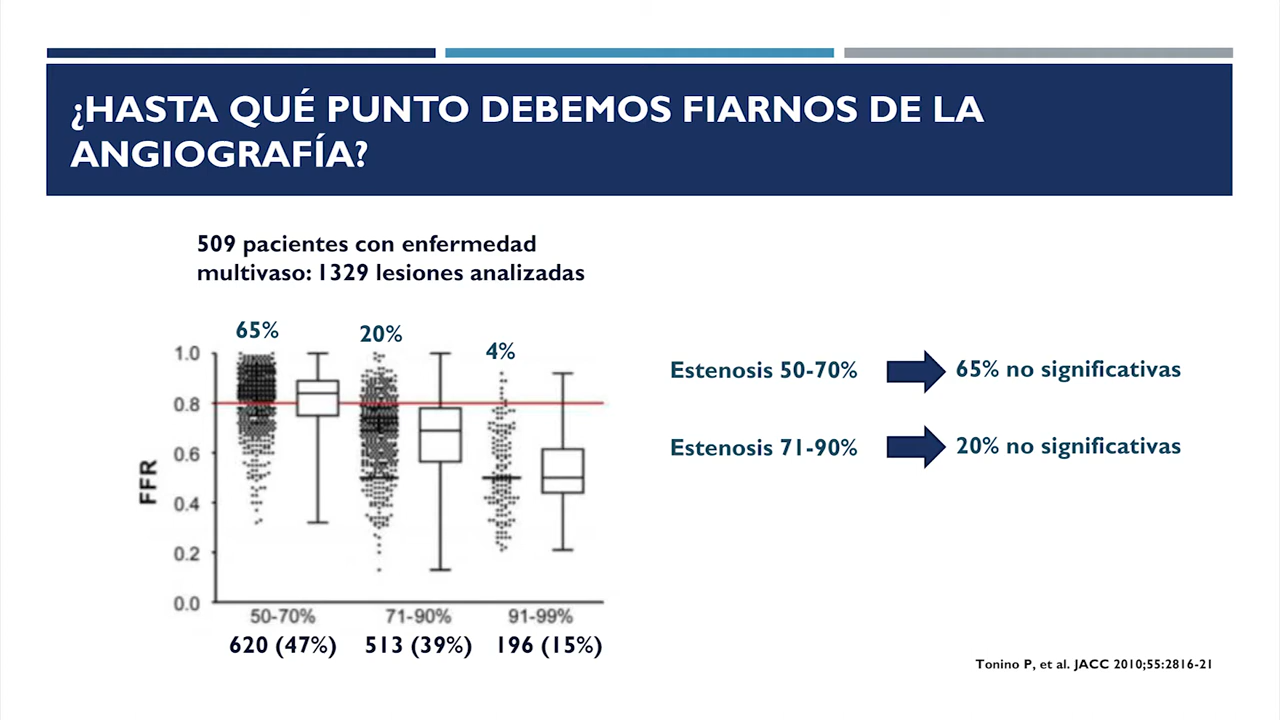 ¿HASTA QUÉ PUNTO DEBEMOS FIARNOS DE LA
ANGIOGRAFÍA?
509 pacientes con enfermedad
multivaso: 1329 lesiones analizadas
65%
20%
4%
1.0
0.8
0.6
0.4
0.2
0.0
FFR
50-70%
71-90%
91-99%
620 (47%)
513 (39%)
196 (15%)
Estenosis 50-70%
65% no significativas
Estenosis 71-90%
20% no significativas
Tonino P, et al. JACC 2010;55:2816-21